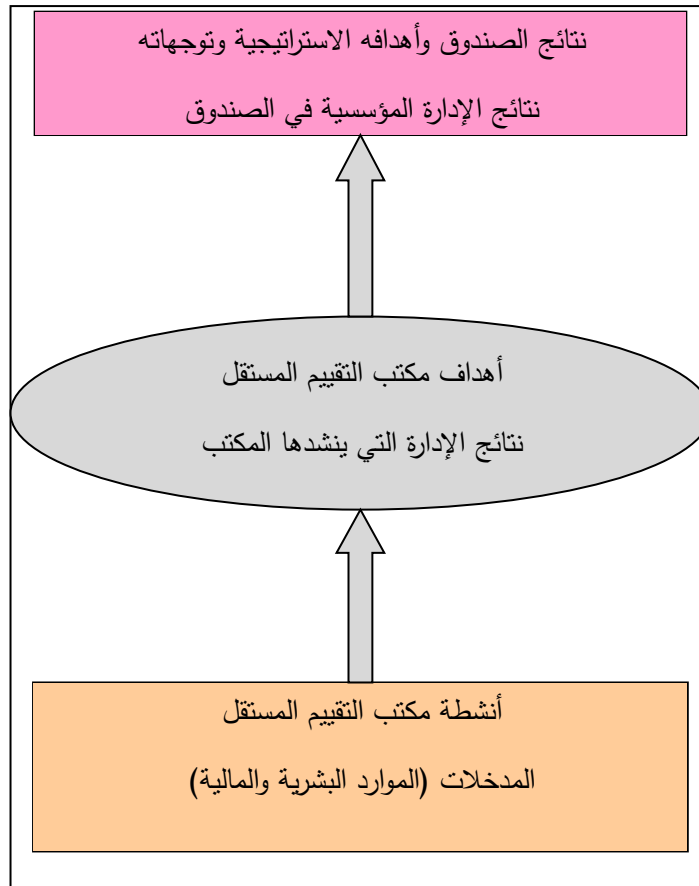 نتائج الصندوق وأهدافه الاستراتيجية وتوجهاته
نتائج الإدارة المؤسسية في الصندوق
أهداف مكتب التقييم المستقل
نتائج الإدارة التي ينشدها المكتب
أنشطة مكتب التقييم المستقل
المدخلات (الموارد البشرية والمالية)